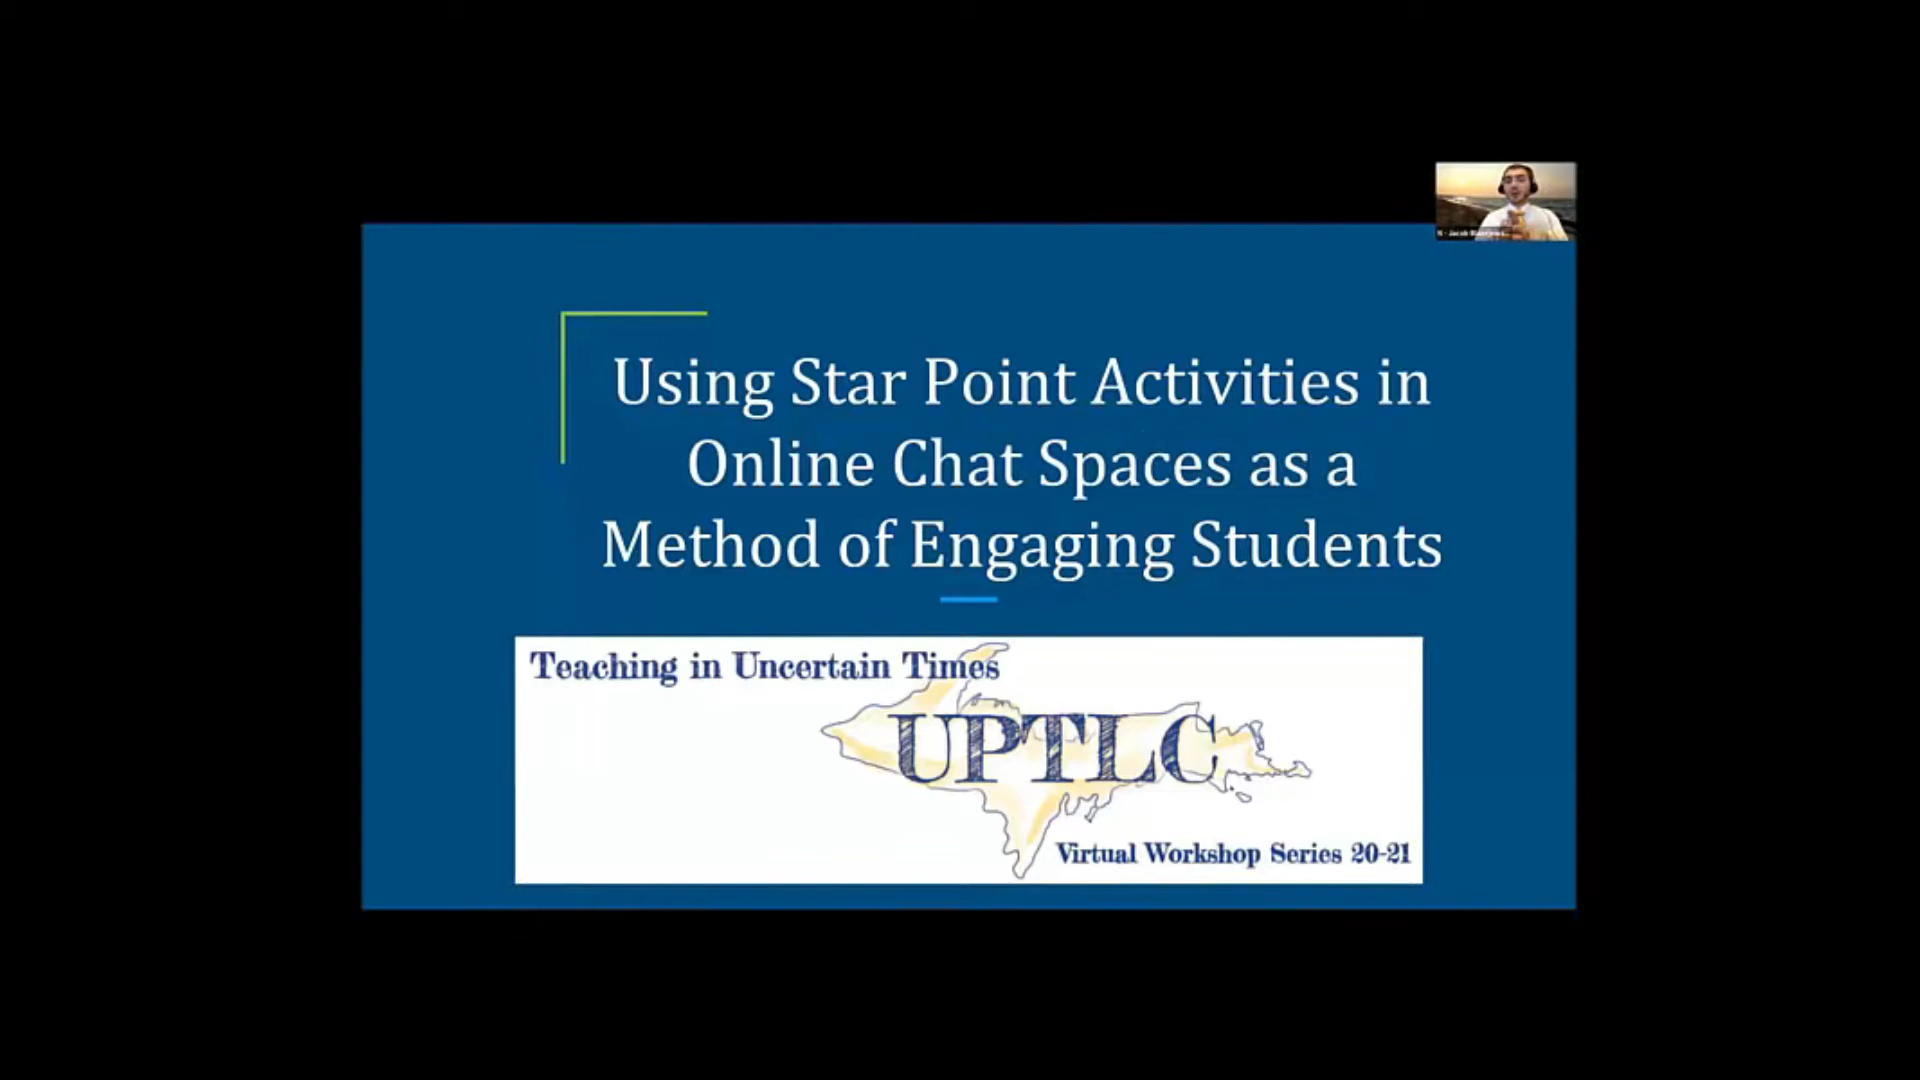 Using Star Point Activities in
Online Chat Spaces as a
Method of Engaging Students
Teaching in Uncertain Times
UPTLC
Virtual Workshop Series 20-21
Jacob